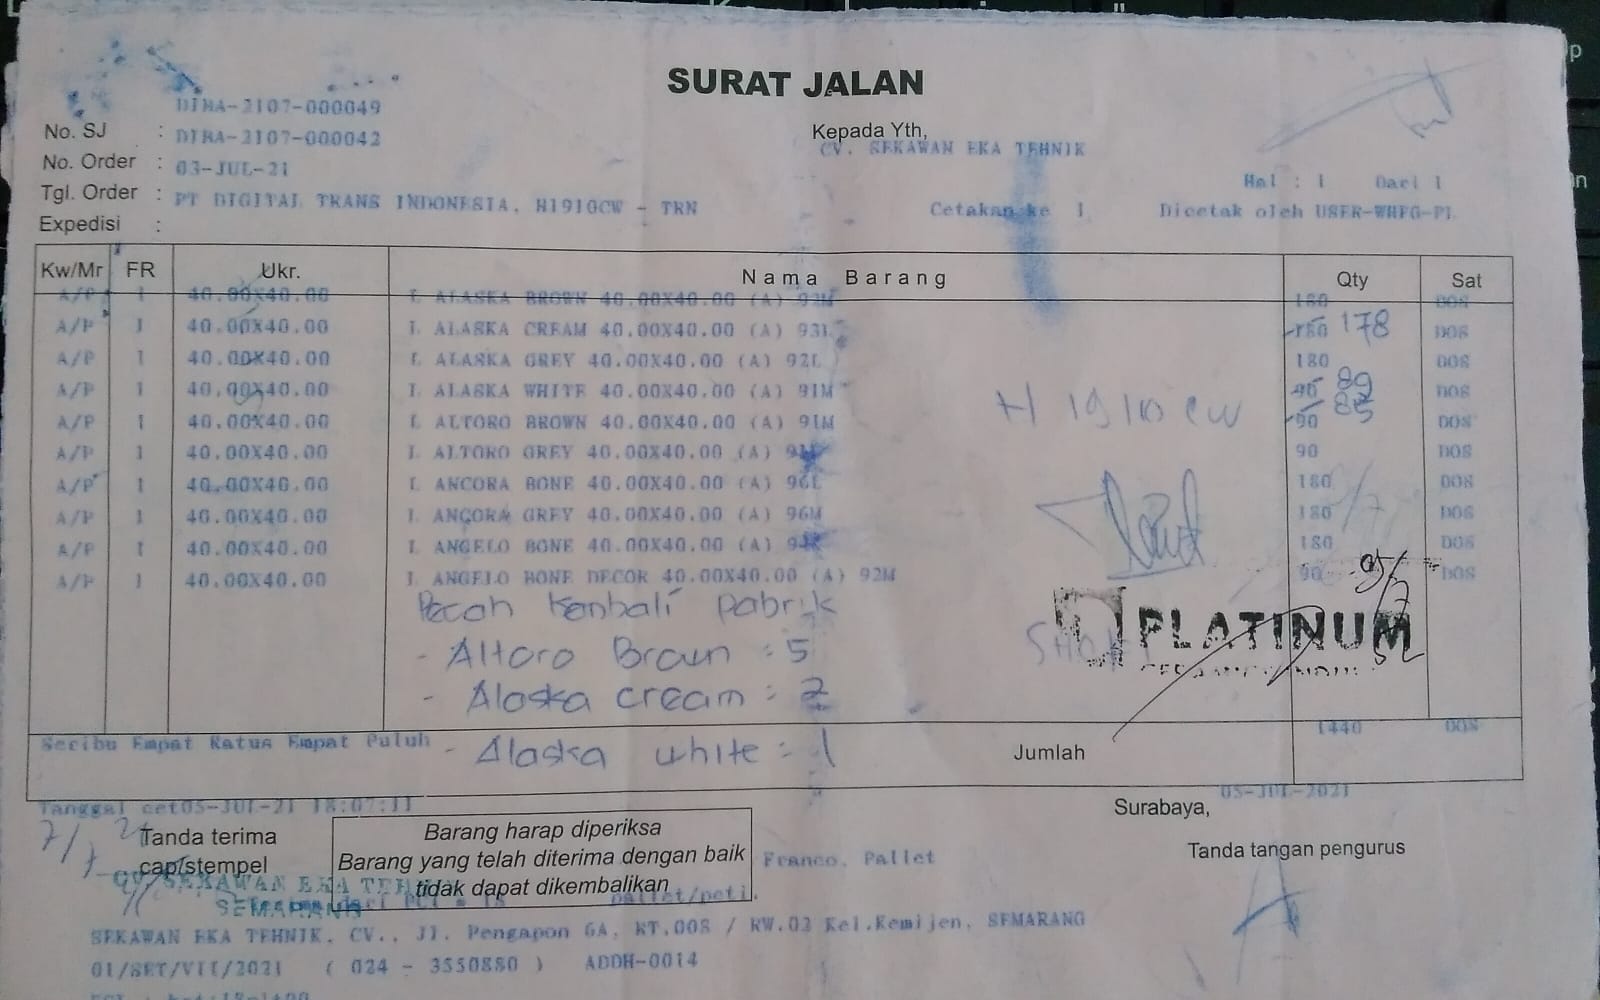 SURAT JALAN
DIMA-2107-000049
No. SJ : DIRA-2107-000042
Kepada Yth,
CV. SEKAWAN EKA TEHNIK
No. Order : 03-JUL-21
Hal : 1 Dari 1
Tgl. Order : PT DIGITAL TRANS INDONESIA, H1910CW - TRN
Cetakan ke 1 Dicetak oleh USER-WHFG-PI
Expedisi :
Kw/Mr FR Ukr. Nama Barang Qty Sat
A/P 1 40.00X40.00 I. ALASKA BROWN 40.00X40.00 (A) 92M 180 DOS
A/P 1 40.00X40.00 I. ALASKA CREAM 40.00X40.00 (A) 93L 180 178 DOS
A/P 1 40.00X40.00 I. ALASKA GREY 40.00X40.00 (A) 92L 180 DOS
A/P 1 40.00X40.00 I. ALASKA WHITE 40.00X40.00 (A) 91M 90 89 DOS
A/P 1 40.00X40.00 I. ALTORO BROWN 40.00X40.00 (A) 91M 90 85 DOS
H 1910 CW
A/P 1 40.00X40.00 I. ALTORO GREY 40.00X40.00 (A) 90 DOS
A/P 1 40.00X40.00 I. ANCORA BONE 40.00X40.00 (A) 96L 180 DOS
A/P 1 40.00X40.00 I. ANCORA GREY 40.00X40.00 (A) 96M 180 DOS
A/P 1 40.00X40.00 I. ANGELO BONE 40.00X40.00 (A) 180 DOS
A/P 1 40.00X40.00 I. ANGELO BONE DECOR 40.00X40.00 (A) 92M 90 DOS
Pecah Kembali pabrik
PLATINUM
- Altoro Brown : 5
- Alaska cream : 2
Seribu Empat Ratus Empat Puluh
- Alaska white : 1
Jumlah 1440 DOS
Tanggal cet05-JUL-21 18:07:11
Surabaya, 05-JUL-2021
Tanda terima
cap/stempel
Barang harap diperiksa
Barang yang telah diterima dengan baik
tidak dapat dikembalikan
Franco, Pallet
Tanda tangan pengurus
CV. SEKAWAN EKA TEHNIK
SEMARANG
pallet/peti.
SEKAWAN EKA TEHNIK, CV., Jl. Pengapon 6A, RT.008 / RW.03 Kel.Kemijen, SEMARANG
01/SET/VII/2021 ( 024 - 3550880 ) ADDH-0014